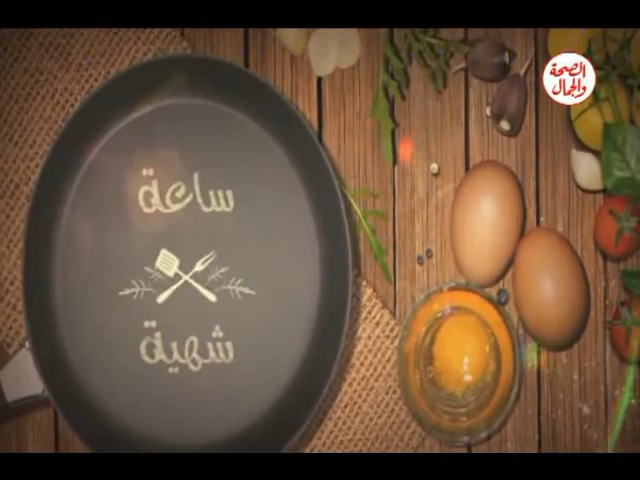 ساعة
شهية
الصحة
والجمال